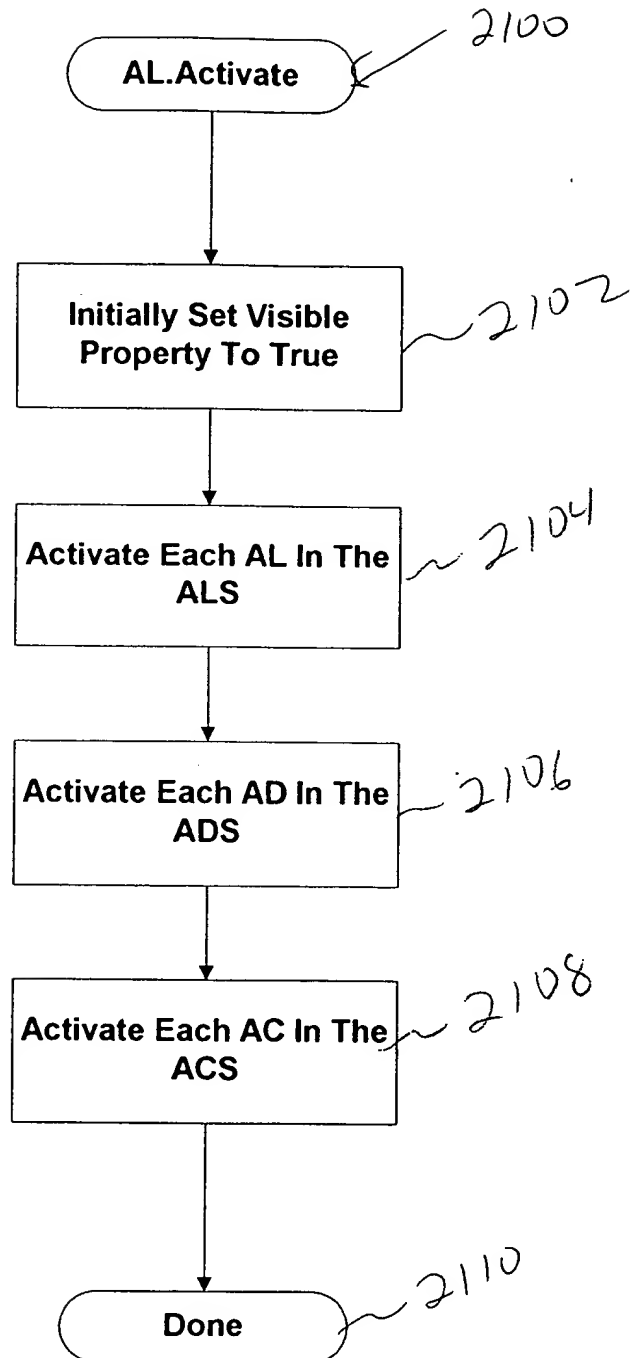 2100
AL.Activate
Initially Set Visible
Property To True
2102
Activate Each AL In The
ALS
2104
Activate Each AD In The
ADS
2106
Activate Each AC In The
ACS
2108
Done
2110